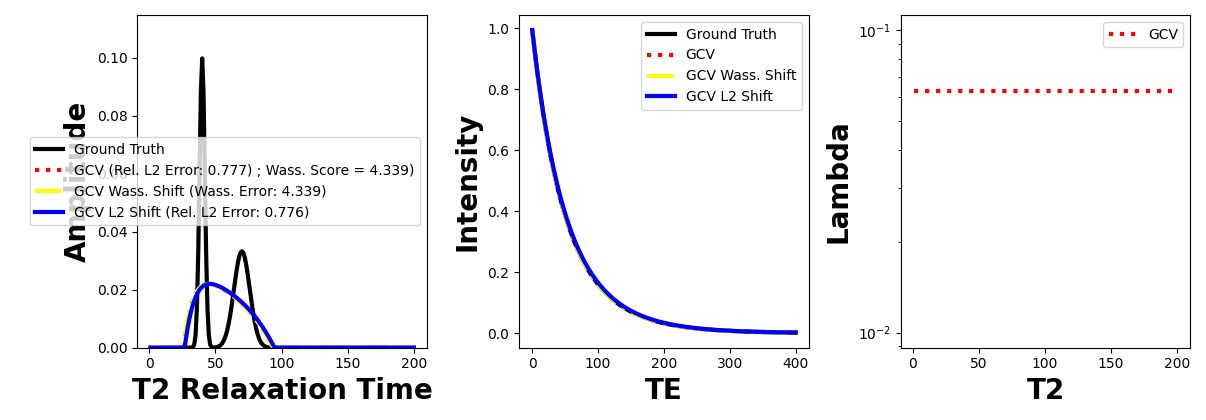 0.10
0.08
0.04
0.02
0.00
0
50
100
150
200
Amplitude
T2 Relaxation Time
Ground Truth
GCV (Rel. L2 Error: 0.777) ; Wass. Score = 4.339)
GCV Wass. Shift (Wass. Error: 4.339)
GCV L2 Shift (Rel. L2 Error: 0.776)
1.0
0.8
0.6
0.4
0.2
0.0
0
100
200
300
400
Intensity
TE
Ground Truth
GCV
GCV Wass. Shift
GCV L2 Shift
10⁻¹
10⁻²
0
50
100
150
200
Lambda
T2
GCV